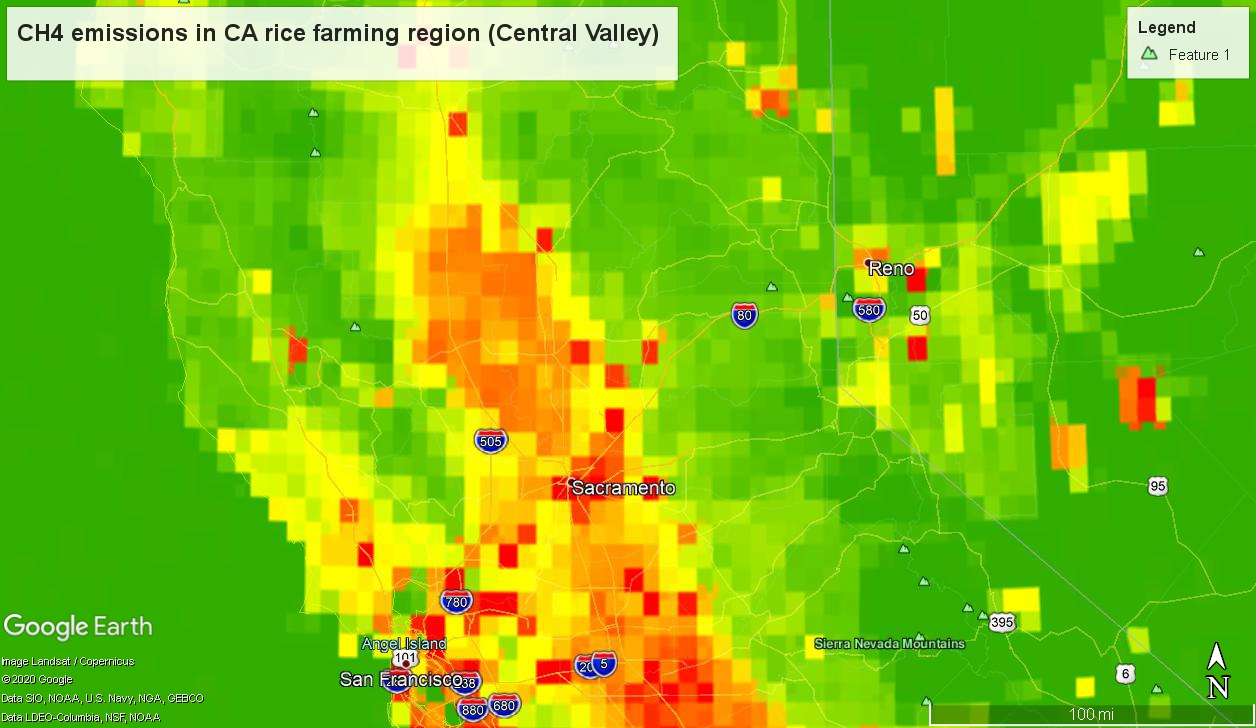 CH4 emissions in CA rice farming region (Central Valley)
Legend
Feature 1
Reno
80
580
50
505
Sacramento
95
780
395
Google Earth
Angel Island
Sierra Nevada Mountains
101
5
6
San Francisco
880
680
Image Landsat / Copernicus
©2020 Google
Data SIO, NOAA, U.S. Navy, NGA, GEBCO
Data LDEO-Columbia, NSF, NOAA
N
100 mi